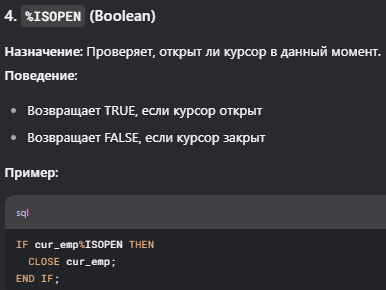 4. %ISOPEN (Boolean)
Назначение: Проверяет, открыт ли курсор в данный момент.
Поведение:
• Возвращает TRUE, если курсор открыт
• Возвращает FALSE, если курсор закрыт
Пример:
sql
IF cur_emp%ISOPEN THEN
  CLOSE cur_emp;
END IF;